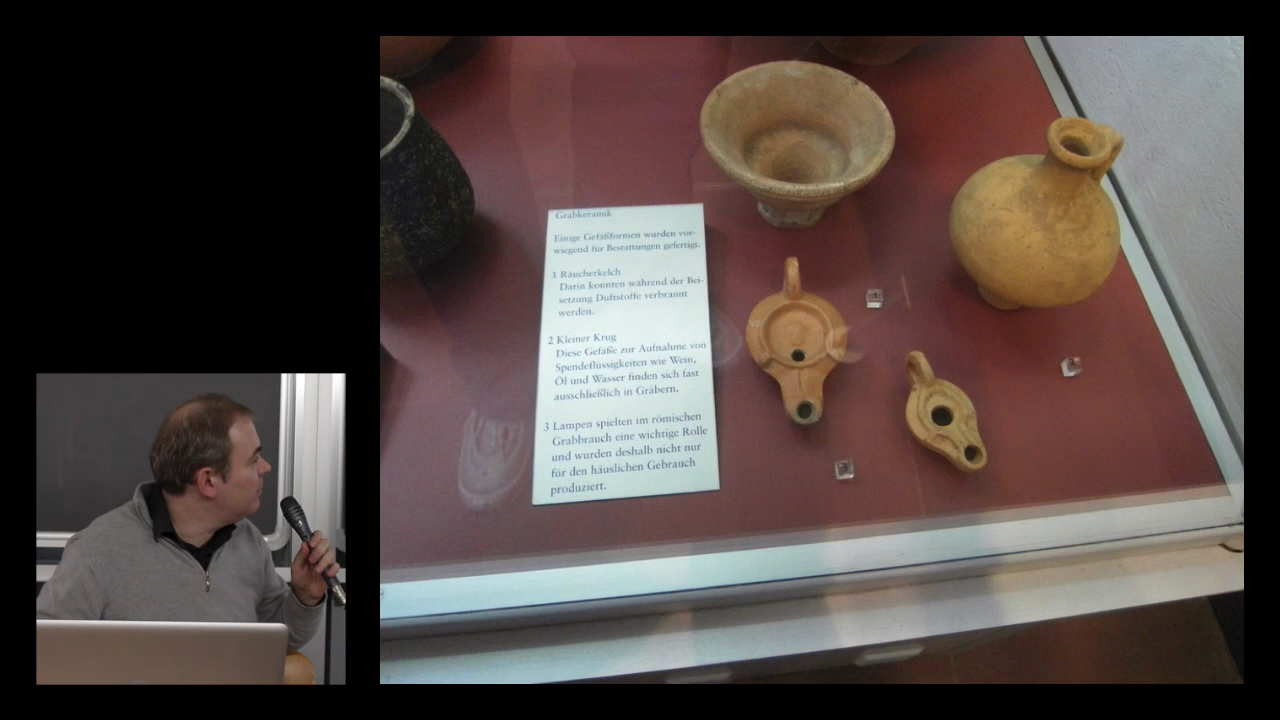 Grabkeramik
Einige Gefäßformen wurden vor-
wiegend für Bestattungen gefertigt.
1 Räucherkelch
Darin konnten während der Bei-
setzung Duftstoffe verbrannt
werden.
2 Kleiner Krug
Diese Gefäße zur Aufnahme von
Spendeflüssigkeiten wie Wein,
Öl und Wasser finden sich fast
ausschließlich in Gräbern.
3 Lampen spielten im römischen
Grabbrauch eine wichtige Rolle
und wurden deshalb nicht nur
für den häuslichen Gebrauch
produziert.
1
3